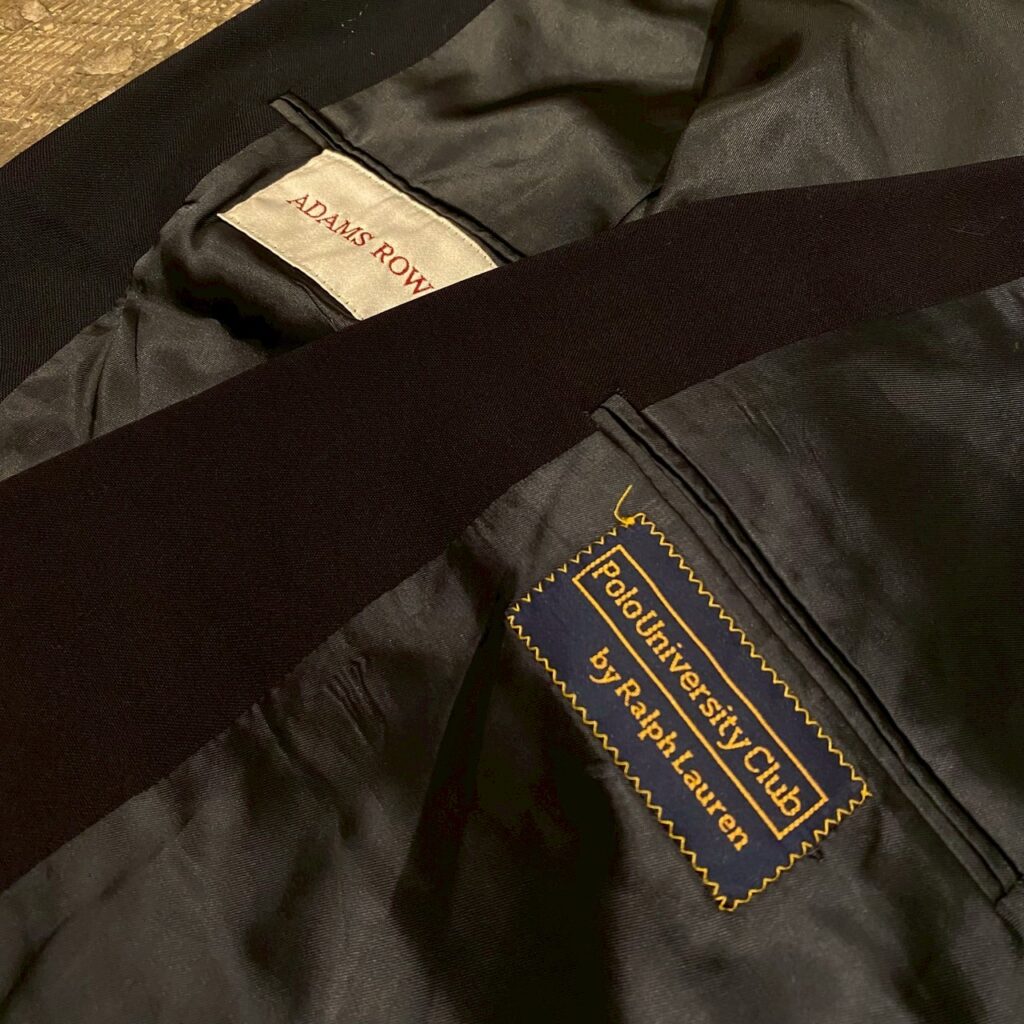 ADAMS ROW
PoloUniversityClub
by Ralph Lauren